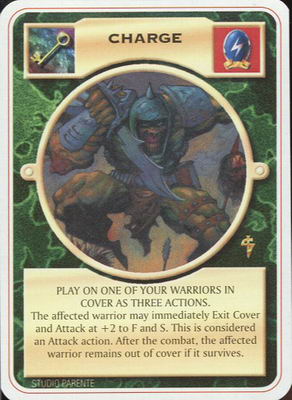 CHARGE
PLAY ON ONE OF YOUR WARRIORS IN
COVER AS THREE ACTIONS.
The affected warrior may immediately Exit Cover
and Attack at +2 to F and S. This is considered
an Attack action. After the combat, the affected
warrior remains out of cover if it survives.
STUDIO PARENTE